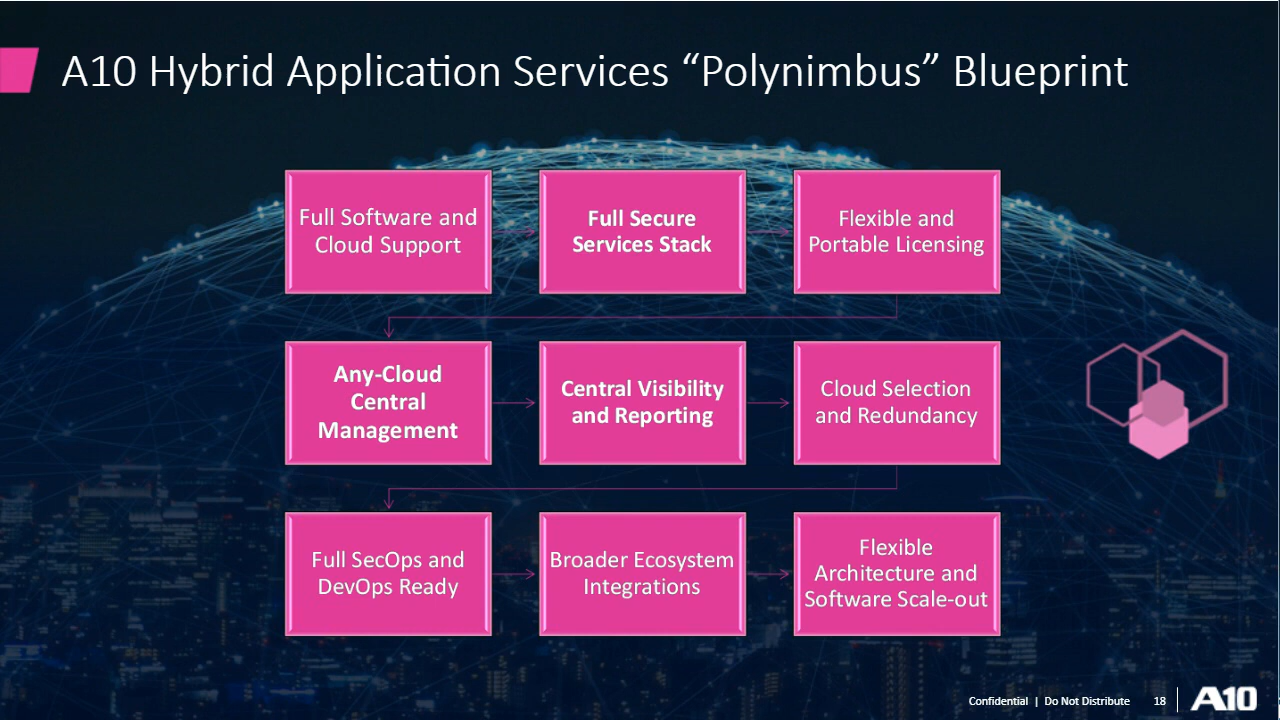 A10 Hybrid Application Services “Polynimbus” Blueprint
Full Software and
Cloud Support
Full Secure
Services Stack
Flexible and
Portable Licensing
Any-Cloud
Central
Management
Central Visibility
and Reporting
Cloud Selection
and Redundancy
Full SecOps and
DevOps Ready
Broader Ecosystem
Integrations
Flexible
Architecture and
Software Scale-out
Confidential | Do Not Distribute 18 A10